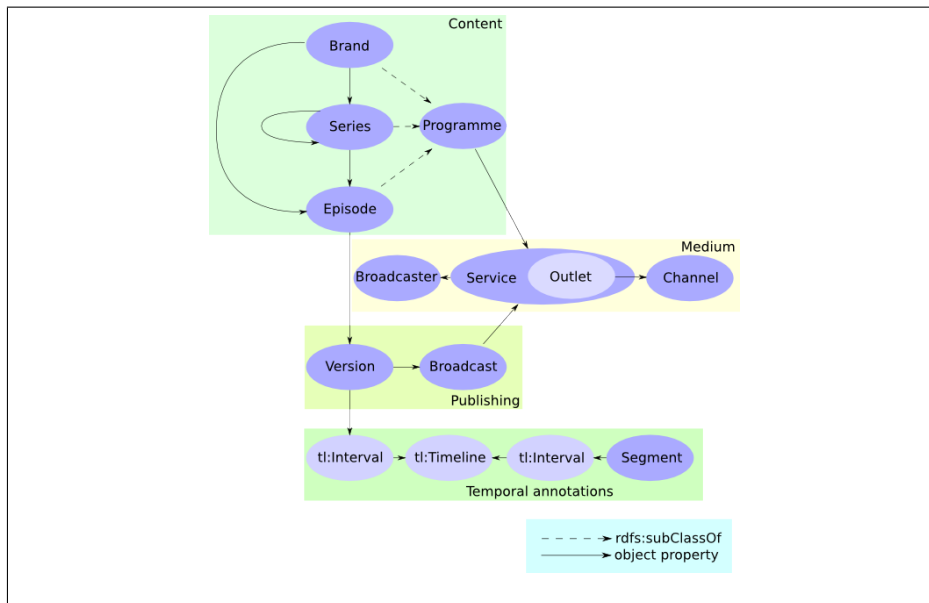 Content
Brand
Series
Programme
Episode
Medium
Broadcaster
Service
Outlet
Channel
Version
Broadcast
Publishing
tl:Interval
tl:Timeline
tl:Interval
Segment
Temporal annotations
rdfs:subClassOf
object property